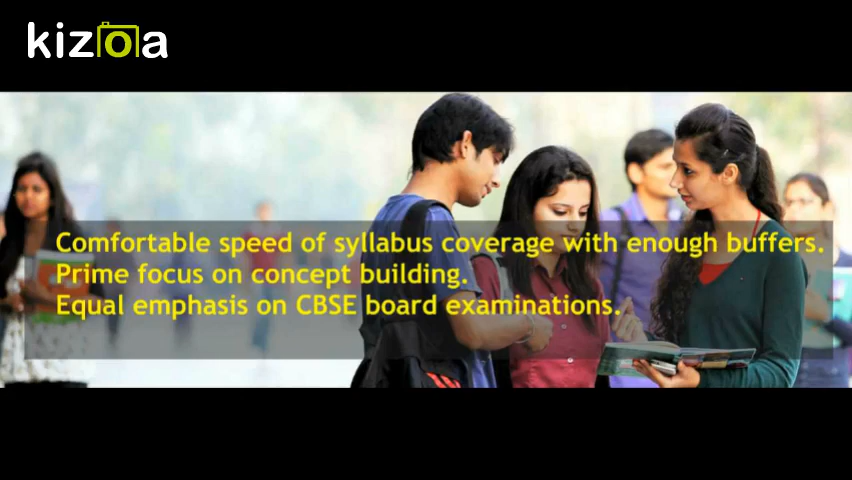 kizoa
Comfortable speed of syllabus coverage with enough buffers.
Prime focus on concept building.
Equal emphasis on CBSE board examinations.